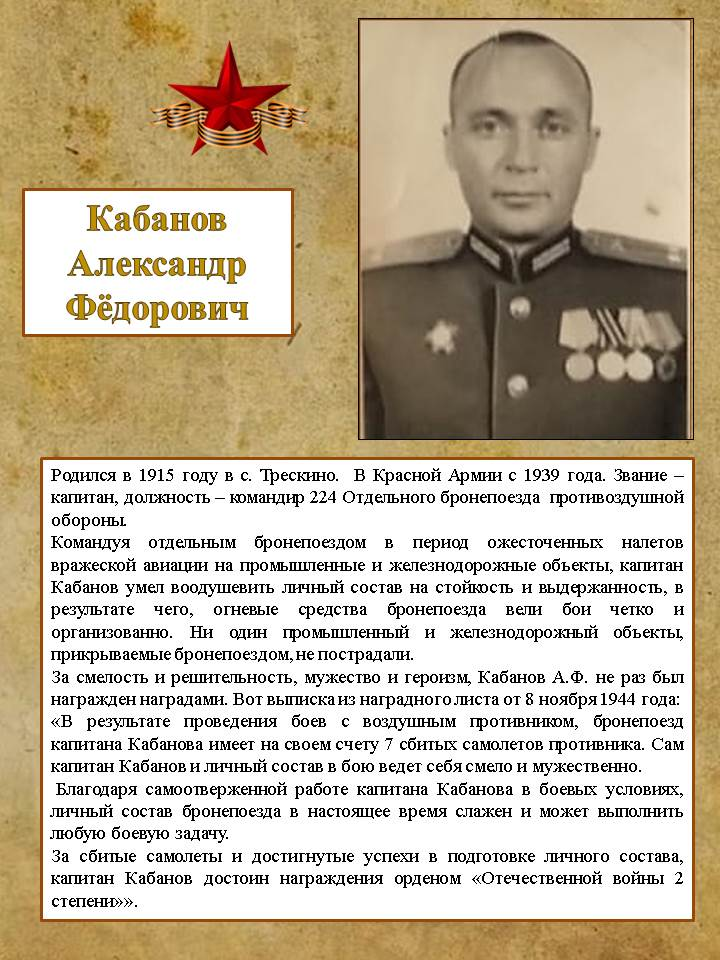 Кабанов
Александр
Фёдорович
Родился в 1915 году в с. Трескино. В Красной Армии с 1939 года. Звание –
капитан, должность – командир 224 Отдельного бронепоезда противоздушной
обороны.
Командуя отдельным бронепоездом в период ожесточенных налетов
вражеской авиации на промышленные и железнодорожные объекты, капитан
Кабанов умел воодушевить личный состав на стойкость и выдержанность, в
результате чего, огневые средства бронепоезда вели бои четко и
организованно. Ни один промышленный и железнодорожный объекты,
прикрываемые бронепоездом, не пострадали.
За смелость и решительность, мужество и героизм, Кабанов А.Ф. не раз был
награжден наградами. Вот выписка из наградного листа от 8 ноября 1944 года:
«В результате проведения боев с воздушным противником, бронепоезд
капитана Кабанова имеет на своем счету 7 сбитых самолетов противника. Сам
капитан Кабанов и личный состав в бою ведет себя смело и мужественно.
Благодаря самоотверженной работе капитана Кабанова в боевых условиях,
личный состав бронепоезда в настоящее время слажен и может выполнить
любую боевую задачу.
За сбитые самолеты и достигнутые успехи в подготовке личного состава,
капитан Кабанов достоин награждения орденом «Отечественной войны 2
степени»».